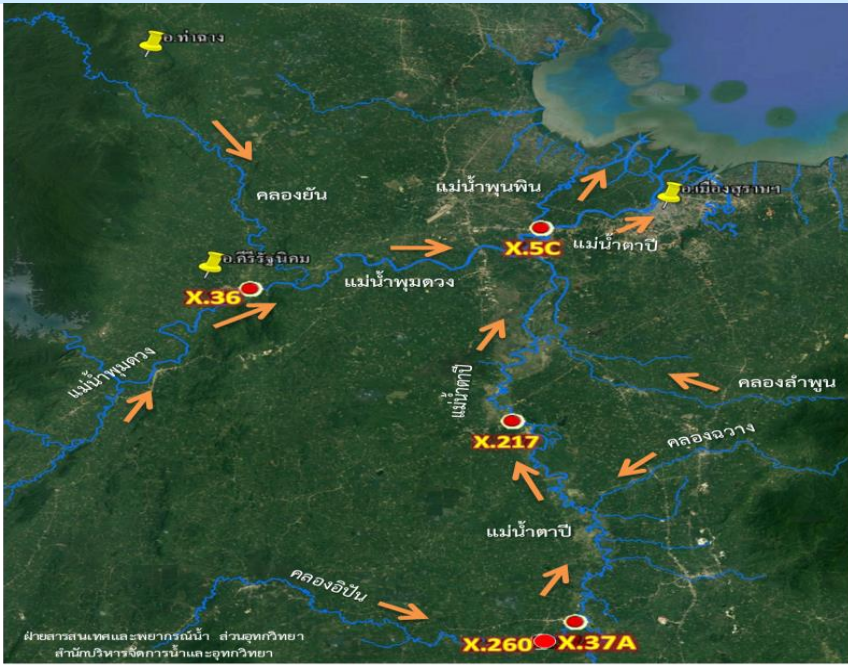 อ.ท่าฉาง
คลองยัน
แม่น้ำพุนพิน
อ.เมืองสุราษฯ
X.5C
แม่น้ำตาปี
อ.คีรีรัฐนิคม
X.36
แม่น้ำพุมดวง
แม่น้ำพุมดวง
แม่น้ำตาปี
คลองลำพูน
X.217
คลองฉวาง
แม่น้ำตาปี
คลองอิปัน
X.260
X.37A
ฝ่ายสารสนเทศและพยากรณ์น้ำ ส่วนอุทกวิทยา
สำนักบริหารจัดการน้ำและอุทกวิทยา